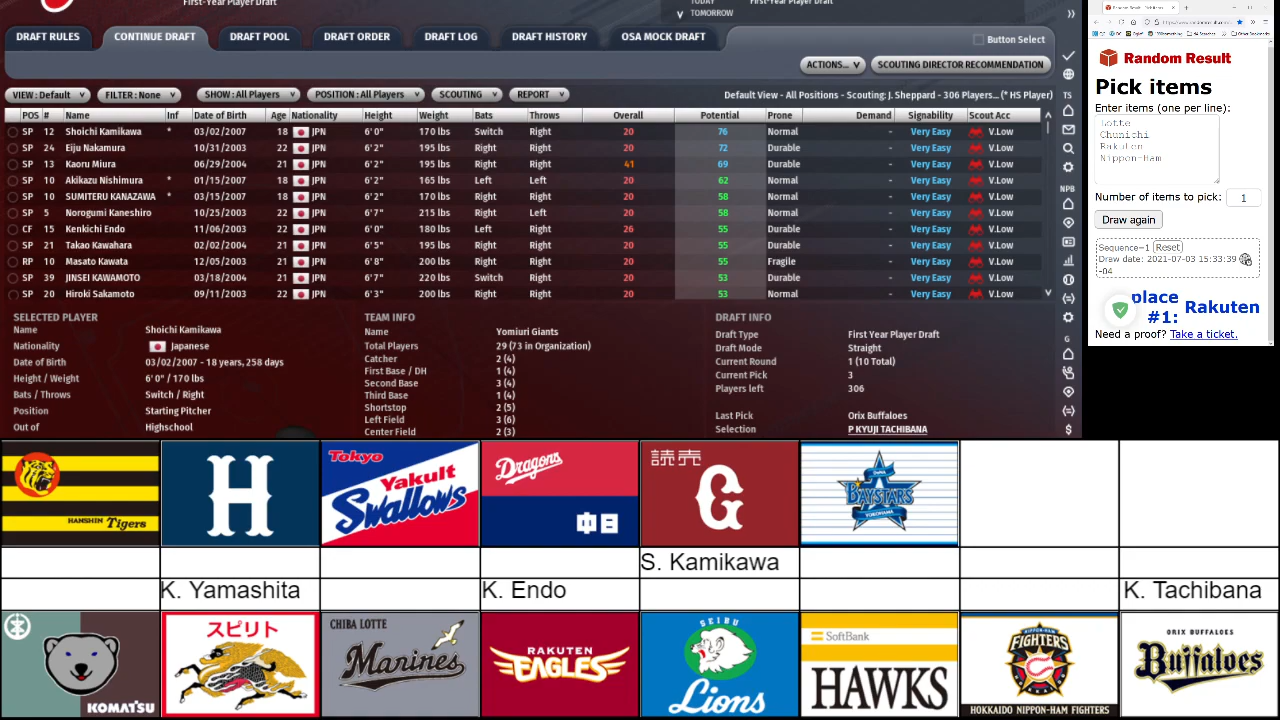 First-Year Player Draft
TODAY First-Year Player Draft
TOMORROW
DRAFT RULES CONTINUE DRAFT DRAFT POOL DRAFT ORDER DRAFT LOG DRAFT HISTORY OSA MOCK DRAFT
Button Select
ACTIONS... SCOUTING DIRECTOR RECOMMENDATION
VIEW : Default FILTER : None SHOW : All Players POSITION : All Players SCOUTING REPORT Default View - All Positions - Scouting: J. Sheppard - 306 Players... (* HS Player)
POS # Name Inf Date of Birth Age Nationality Height Weight Bats Throws Overall Potential Prone Demand Signability Scout Acc
SP 12 Shoichi Kamikawa * 03/02/2007 18 JPN 6'0" 170 lbs Switch Right 20 76 Normal - Very Easy V.Low
SP 24 Eiju Nakamura 10/31/2003 22 JPN 6'2" 195 lbs Right Right 20 72 Durable - Very Easy V.Low
SP 13 Kaoru Miura 06/29/2004 21 JPN 6'2" 195 lbs Right Right 41 69 Durable - Very Easy V.Low
SP 10 Akikazu Nishimura * 01/15/2007 18 JPN 6'2" 165 lbs Left Left 20 62 Normal - Very Easy V.Low
SP 10 SUMITERU KANAZAWA * 03/15/2007 18 JPN 6'2" 200 lbs Right Right 20 58 Normal - Very Easy V.Low
SP 5 Norogumi Kaneshiro 10/25/2003 22 JPN 6'7" 215 lbs Right Left 20 58 Normal - Very Easy V.Low
CF 15 Kenkichi Endo 11/06/2003 22 JPN 6'0" 180 lbs Left Right 26 55 Durable - Very Easy V.Low
SP 21 Takao Kawahara 02/02/2004 21 JPN 6'5" 195 lbs Right Right 20 55 Durable - Very Easy V.Low
RP 10 Masato Kawata 12/05/2003 21 JPN 6'8" 200 lbs Right Right 20 55 Fragile - Very Easy V.Low
SP 39 JINSEI KAWAMOTO 03/18/2004 21 JPN 6'7" 220 lbs Switch Right 20 53 Durable - Very Easy V.Low
SP 20 Hiroki Sakamoto 09/11/2003 22 JPN 6'3" 200 lbs Right Right 20 53 Normal - Very Easy V.Low
SELECTED PLAYER
Name Shoichi Kamikawa
Nationality Japanese
Date of Birth 03/02/2007 - 18 years, 258 days
Height / Weight 6' 0" / 170 lbs
Bats / Throws Switch / Right
Position Starting Pitcher
Out of Highschool
TEAM INFO
Name Yomiuri Giants
Total Players 29 (73 in Organization)
Catcher 2 (4)
First Base / DH 1 (4)
Second Base 3 (4)
Third Base 1 (4)
Shortstop 2 (5)
Left Field 3 (6)
Center Field 2 (3)
DRAFT INFO
Draft Type First Year Player Draft
Draft Mode Straight
Current Round 1 (10 Total)
Current Pick 3
Players left 306
Last Pick Orix Buffaloes
Selection P KYUJI TACHIBANA
TS
NPB
G
$
Random Result
Pick items
Enter items (one per line):
Lotte
Chunichi
Rakuten
Nippon-Ham
Number of items to pick: 1
Draw again
Sequence=1 Reset
Draw date: 2021-07-03 15:33:39
-04
place #1: Rakuten
Need a proof? Take a ticket.
HANSHIN Tigers
H
Tokyo Yakult Swallows
Dragons 中日
読売 G
DeNA BAYSTARS YOKOHAMA
S. Kamikawa
K. Yamashita K. Endo K. Tachibana
KOMATSU
スピリト
CHIBA LOTTE Marines
RAKUTEN EAGLES
SEIBU Lions
SoftBank HAWKS
NIPPON-HAM FIGHTERS HOKKAIDO NIPPON-HAM FIGHTERS
ORIX BUFFALOES Buffaloes